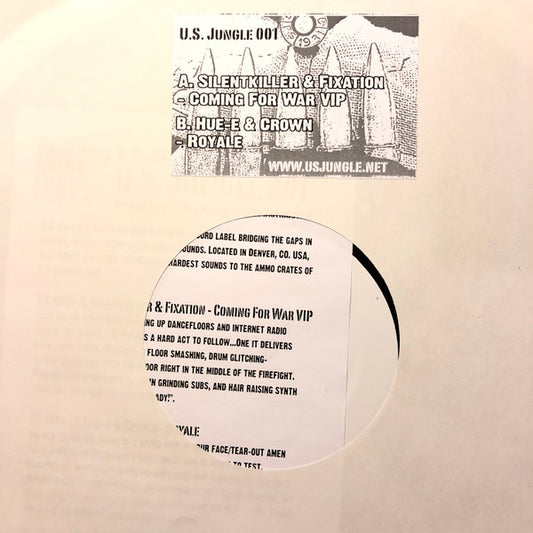 U.S. Jungle 001
A. Silentkiller & Fixation
- Coming For War VIP
B. Hue-E & Crown
- Royale
www.usjungle.net
ord label bridging the gaps in
ounds. Located in Denver, CO. USA,
hardest sounds to the ammo crates of
r & Fixation - Coming For War VIP
ng up dancefloors and internet radio
s a hard act to follow...One it delivers
floor smashing, drum glitching-
oor right in the middle of the firefight.
n grinding subs, and hair raising synth
ady!".
oyale
ur face/tear-out amen
to test.